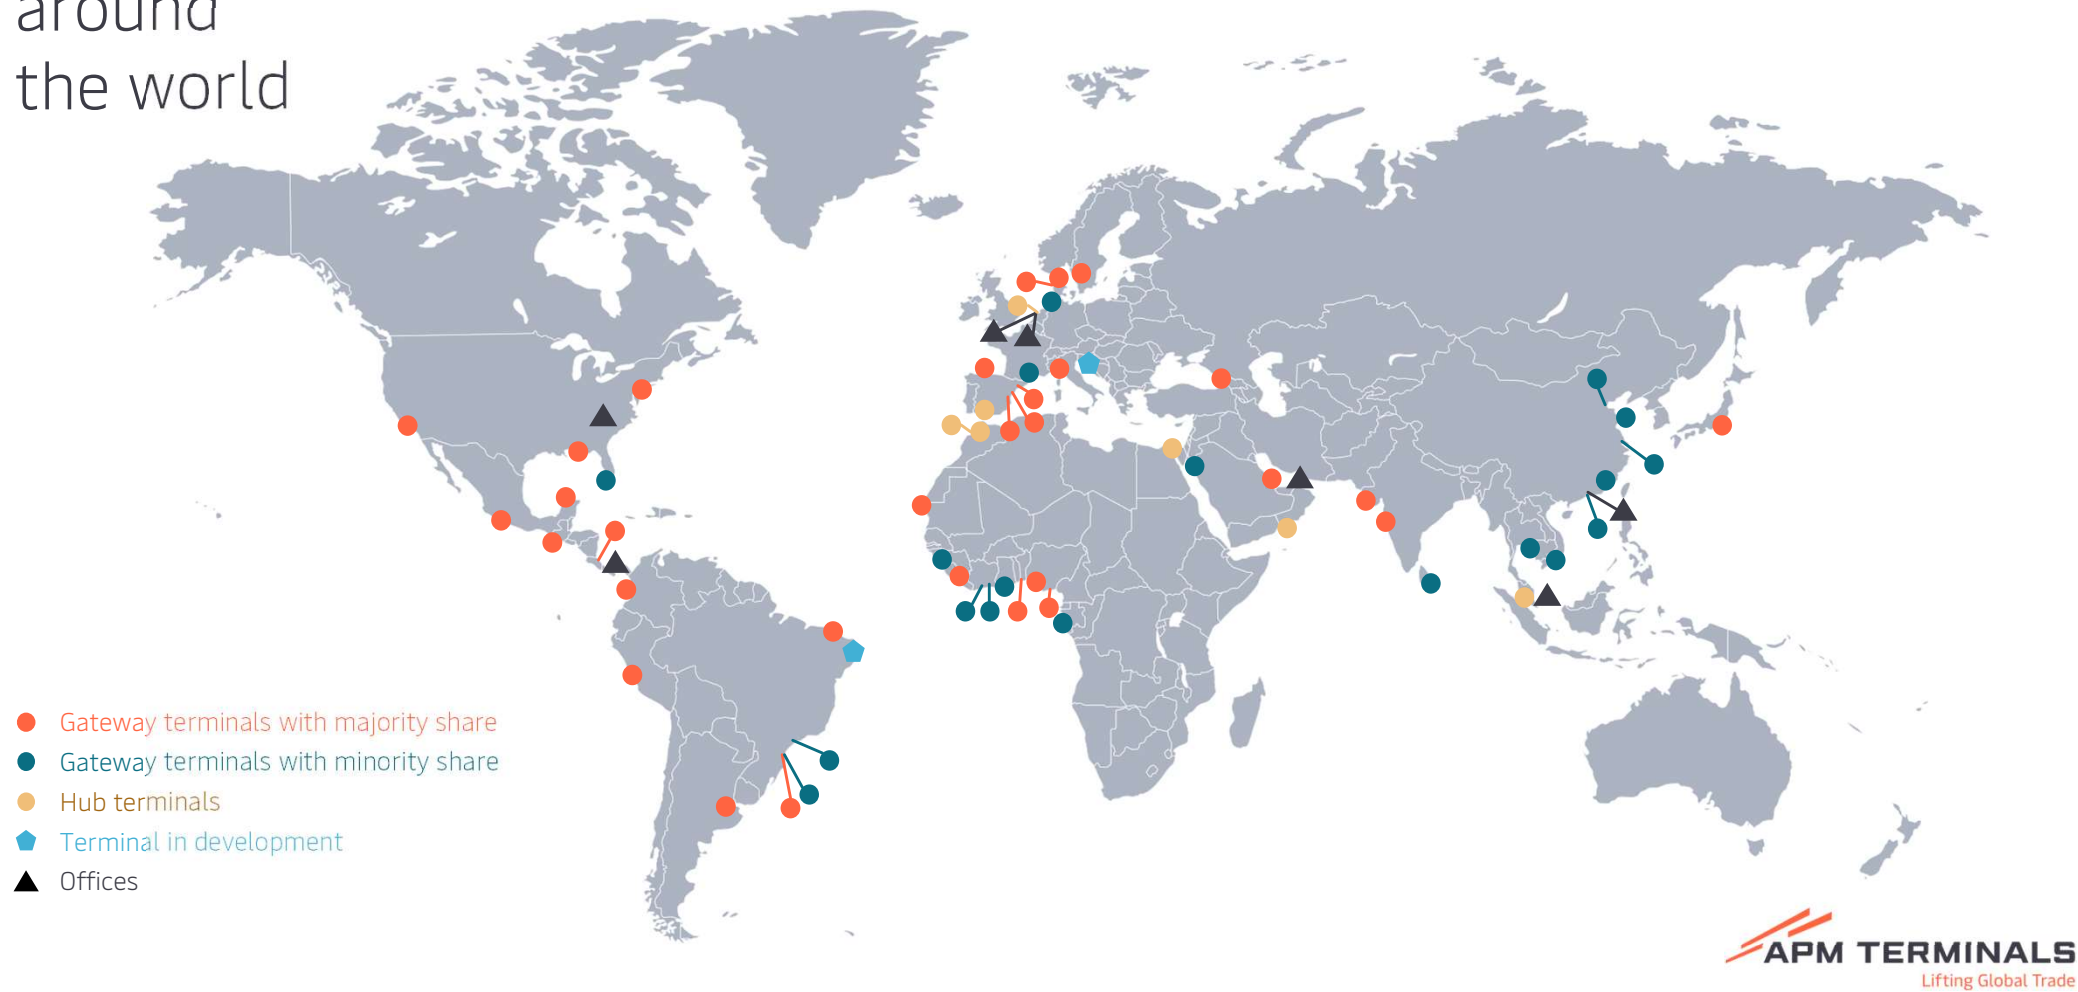 around
the world
Gateway terminals with majority share
Gateway terminals with minority share
Hub terminals
Terminal in development
Offices
APM TERMINALS
Lifting Global Trade